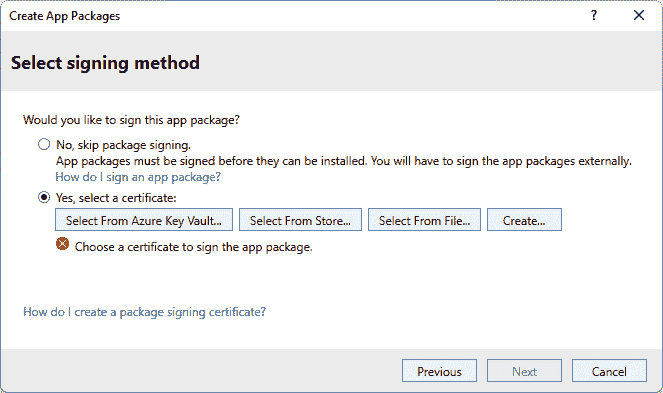 Create App Packages
?
Select signing method
Would you like to sign this app package?
No, skip package signing.
App packages must be signed before they can be installed. You will have to sign the app packages externally.
How do I sign an app package?
Yes, select a certificate:
Select From Azure Key Vault... Select From Store... Select From File... Create...
Choose a certificate to sign the app package.
How do I create a package signing certificate?
Previous Next Cancel